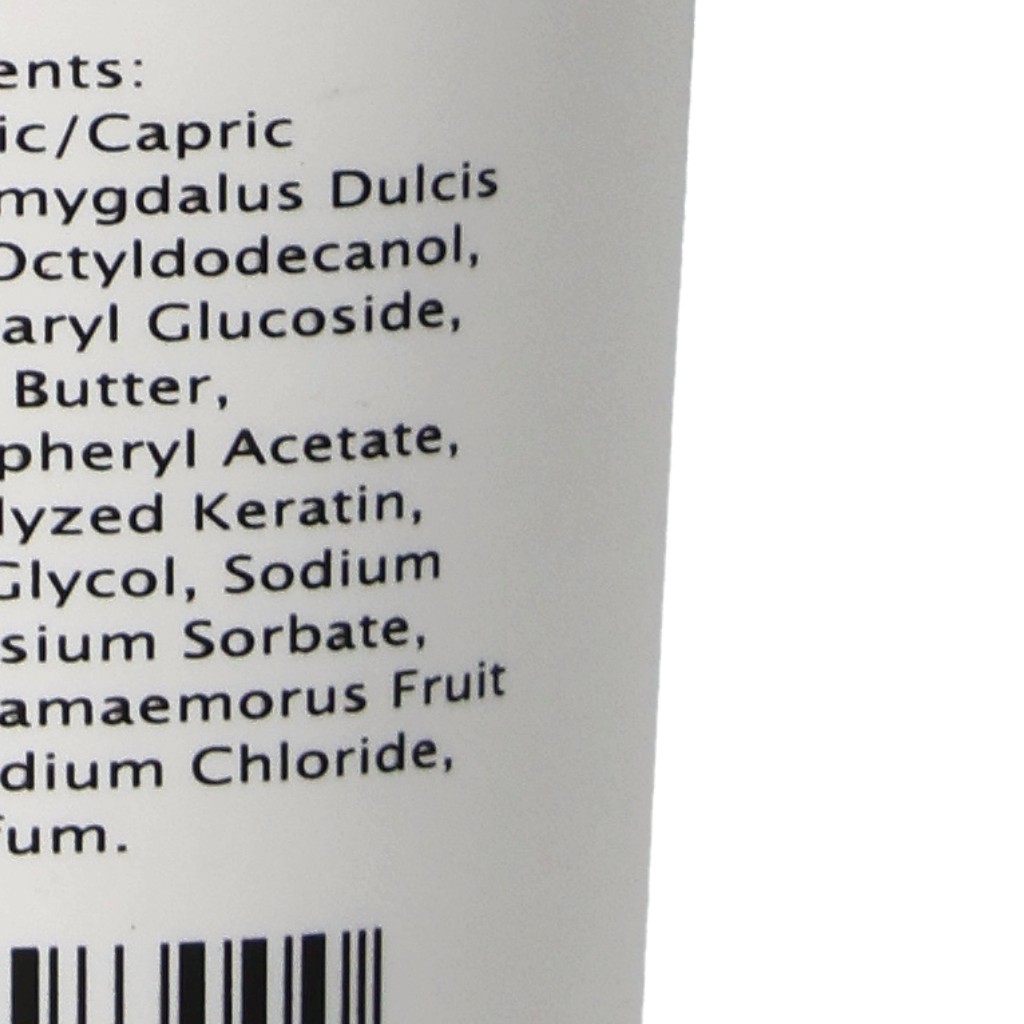 ents:
ic/Capric
mygdalus Dulcis
Octyldodecanol,
aryl Glucoside,
Butter,
pheryl Acetate,
lyzed Keratin,
Glycol, Sodium
sium Sorbate,
amaemorus Fruit
dium Chloride,
fum.